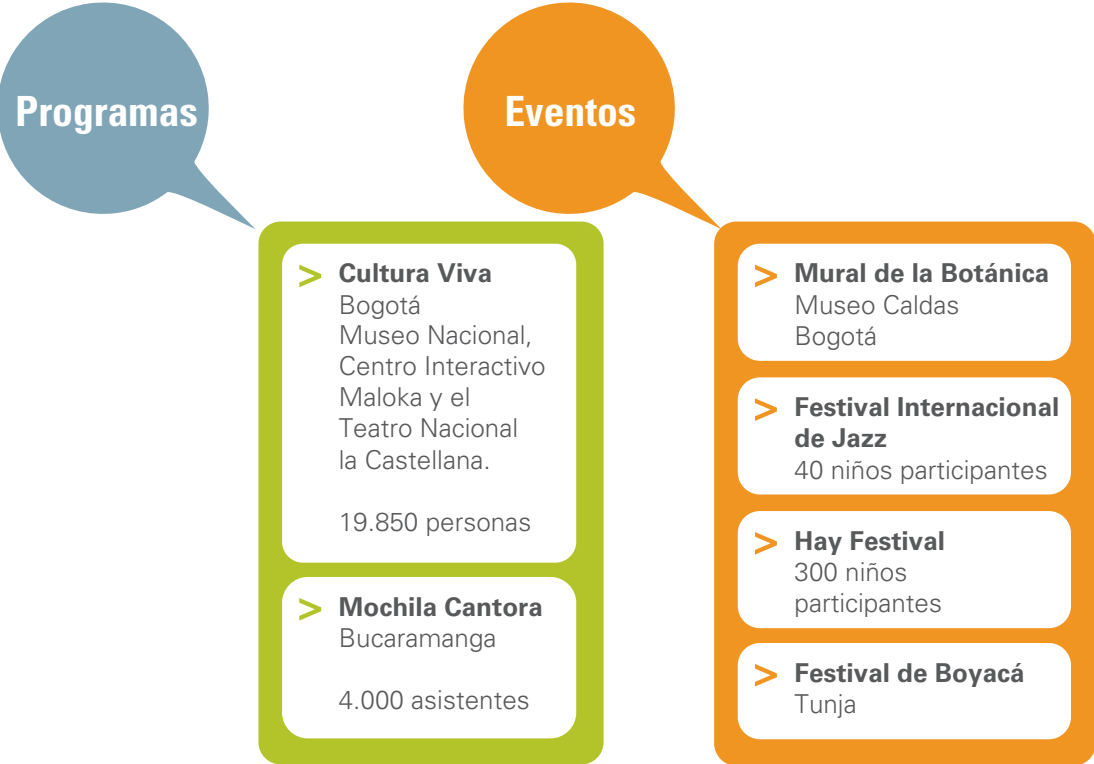 Programas
> Cultura Viva
Bogotá
Museo Nacional,
Centro Interactivo
Maloka y el
Teatro Nacional
la Castellana.
19.850 personas
> Mochila Cantora
Bucaramanga
4.000 asistentes
Eventos
> Mural de la Botánica
Museo Caldas
Bogotá
> Festival Internacional
de Jazz
40 niños participantes
> Hay Festival
300 niños
participantes
> Festival de Boyacá
Tunja